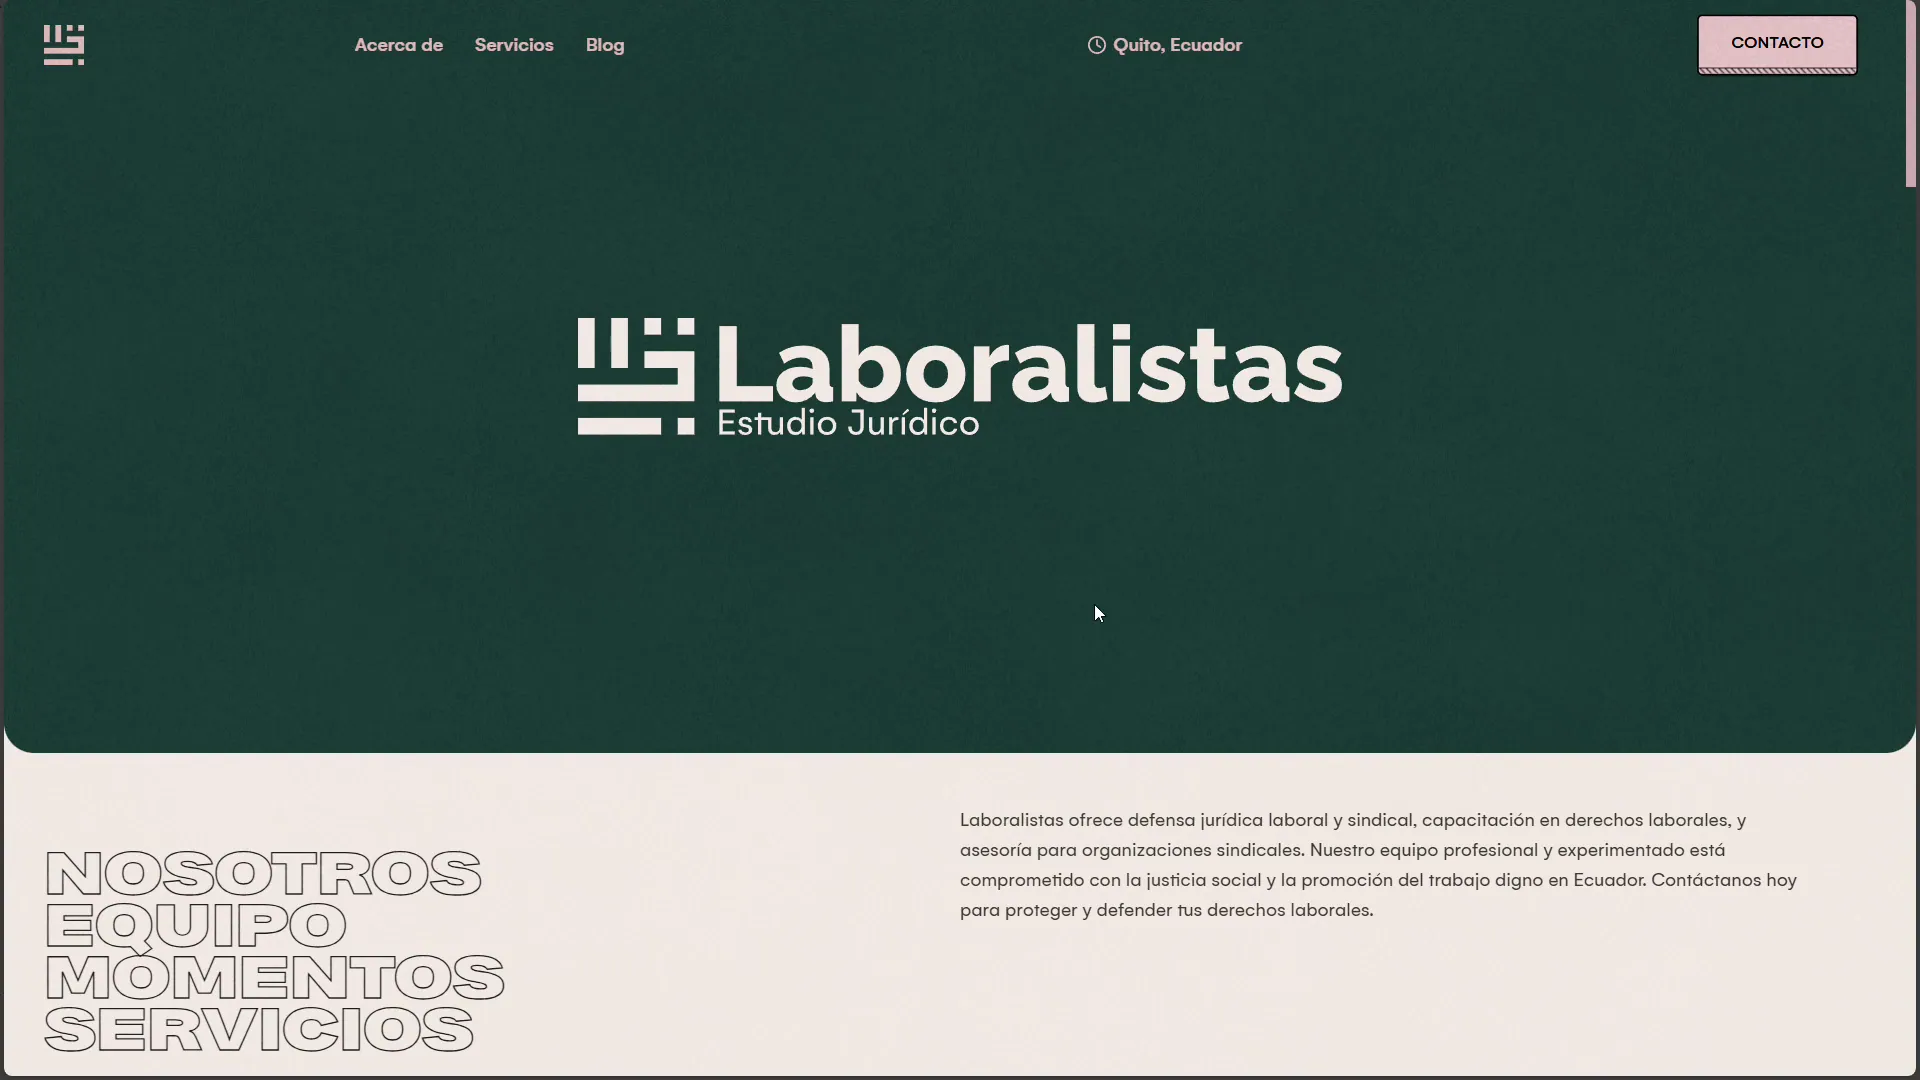 Acerca de Servicios Blog Quito, Ecuador CONTACTO
Laboralistas
Estudio Jurídico
Laboralistas ofrece defensa jurídica laboral y sindical, capacitación en derechos laborales, y
asesoría para organizaciones sindicales. Nuestro equipo profesional y experimentado está
comprometido con la justicia social y la promoción del trabajo digno en Ecuador. Contáctanos hoy
para proteger y defender tus derechos laborales.
NOSOTROS
EQUIPO
MOMENTOS
SERVICIOS